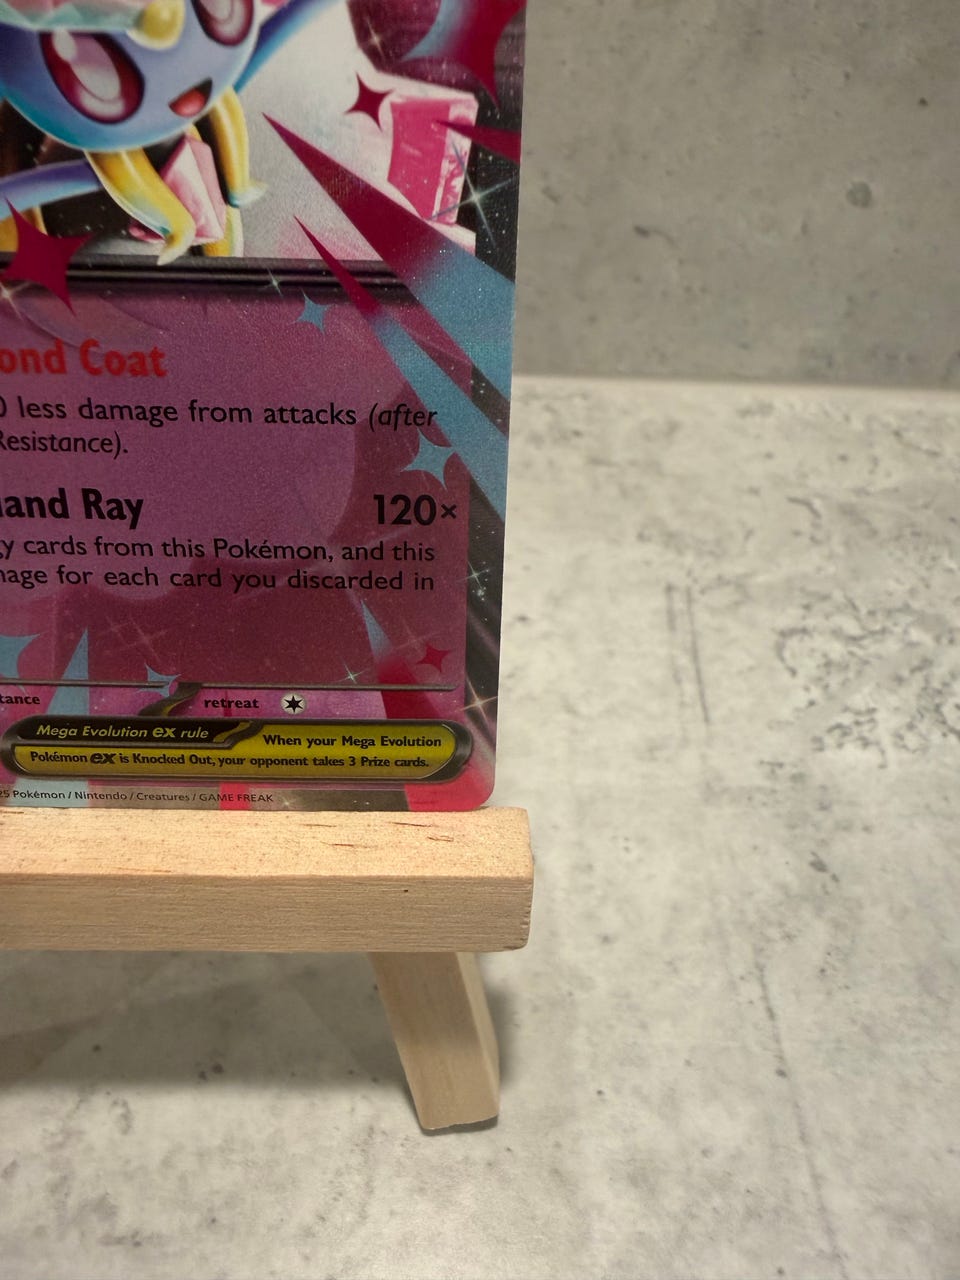 ond Coat
0 less damage from attacks (after
Resistance).
and Ray 120×
y cards from this Pokémon, and this
mage for each card you discarded in
tance retreat
Mega Evolution ex rule When your Mega Evolution
Pokémon ex is Knocked Out, your opponent takes 3 Prize cards.
25 Pokémon / Nintendo / Creatures / GAME FREAK